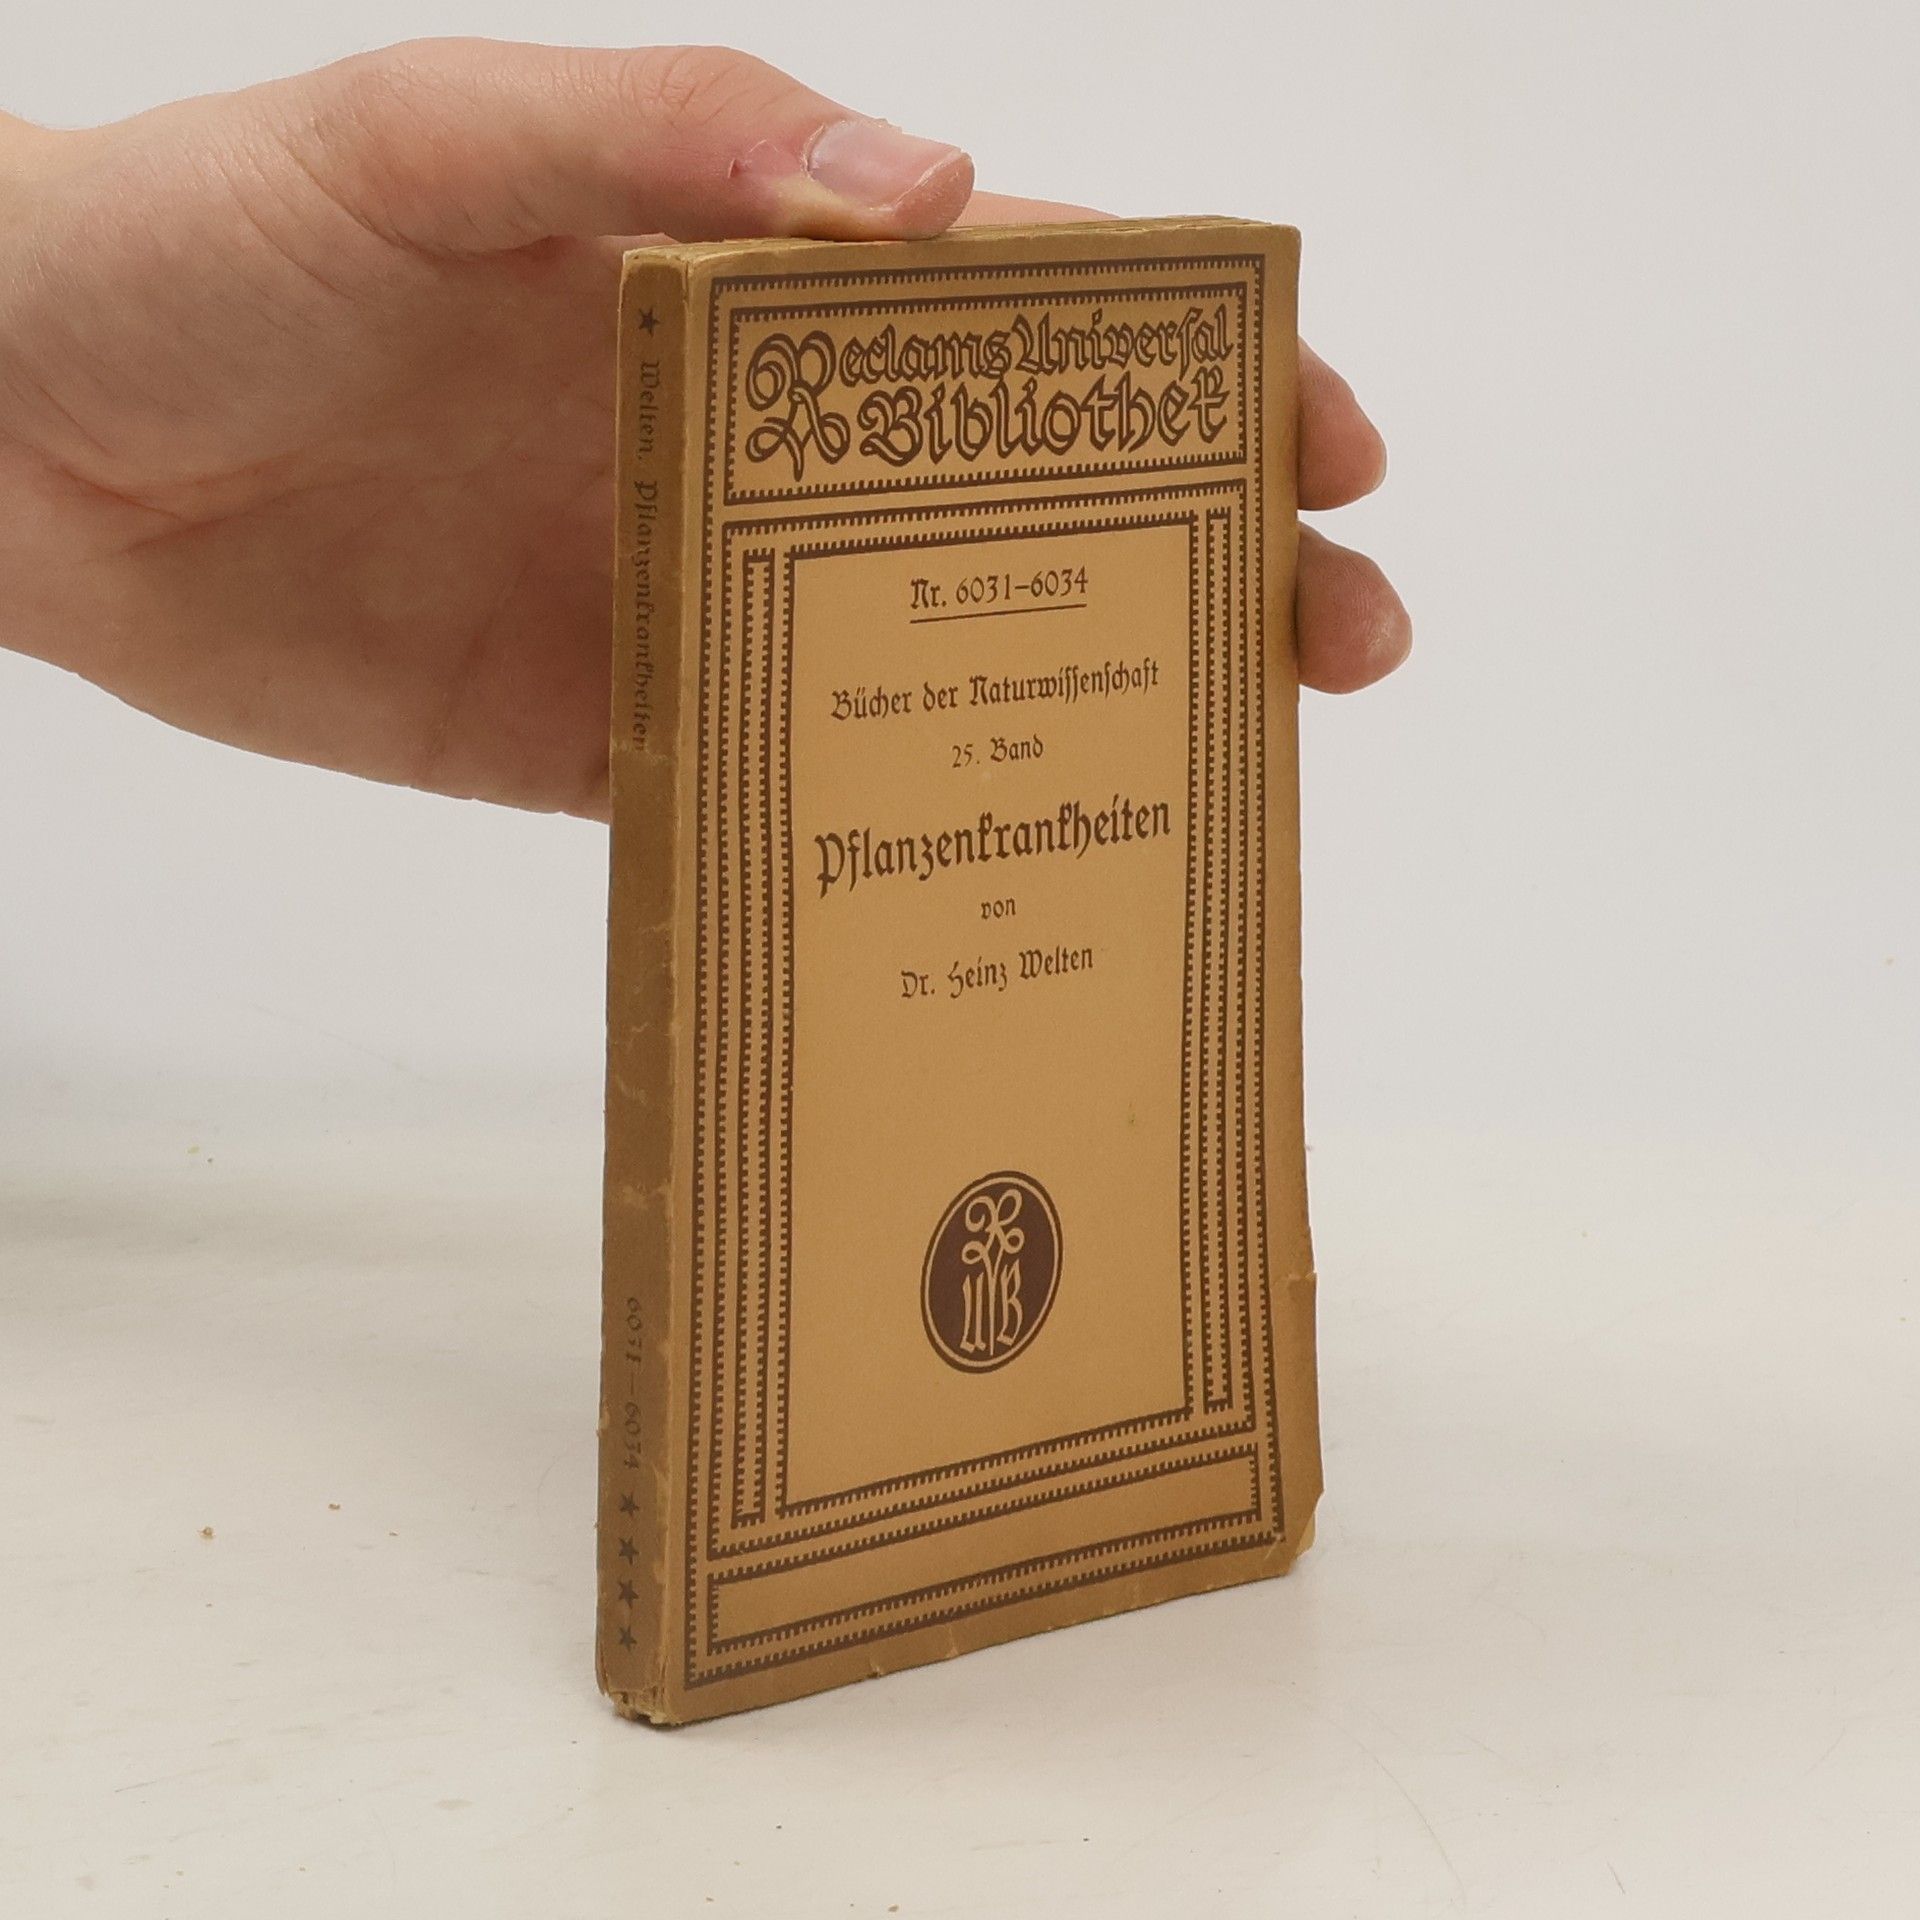 Reclams Universal
Bibliothek
Nr. 6031–6034
Bücher der Naturwissenschaft
25. Band
Pflanzenkrankheiten
von
Dr. Heinz Welten
RUB
★ Welten, Pflanzenkrankheiten
6031–6034 ★ ★ ★ ★